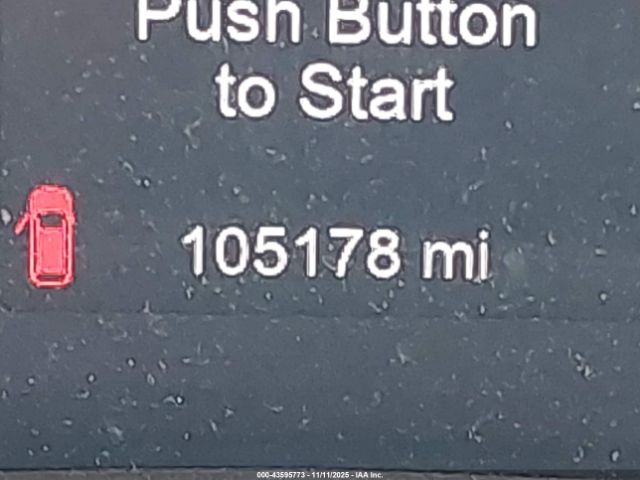 Push Button
to Start
105178 mi
000-43595773 - 11/11/2025 - IAA Inc.